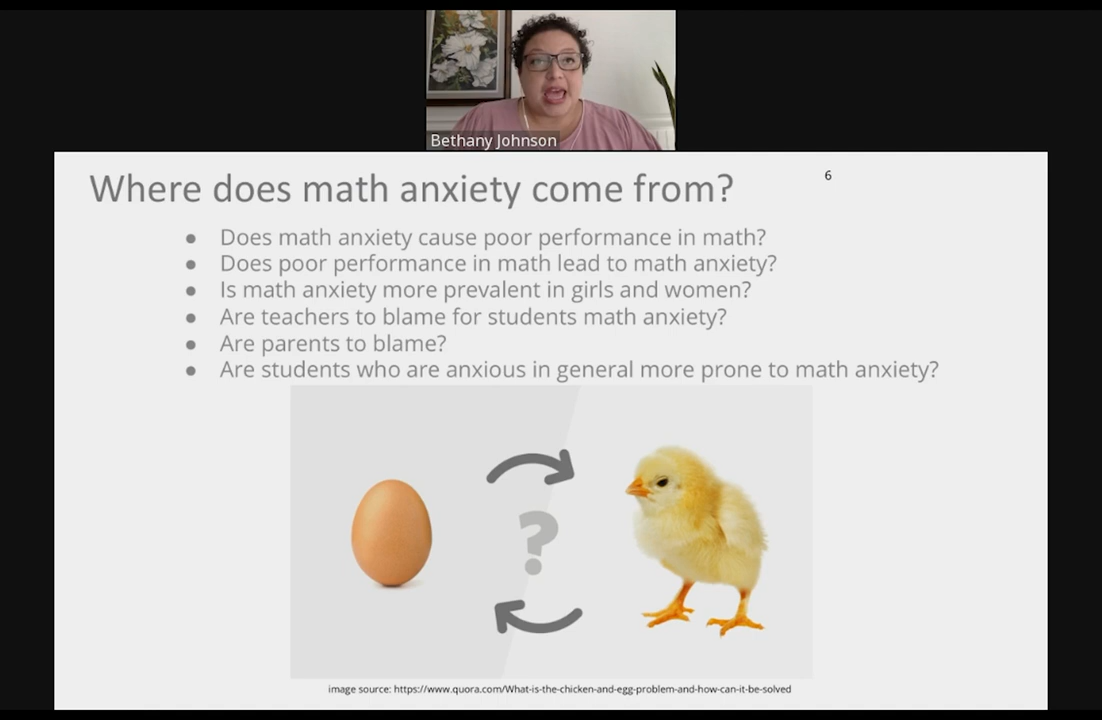 Bethany Johnson
Where does math anxiety come from?
6
● Does math anxiety cause poor performance in math?
● Does poor performance in math lead to math anxiety?
● Is math anxiety more prevalent in girls and women?
● Are teachers to blame for students math anxiety?
● Are parents to blame?
● Are students who are anxious in general more prone to math anxiety?
?
image source: https://www.quora.com/What-is-the-chicken-and-egg-problem-and-how-can-it-be-solved